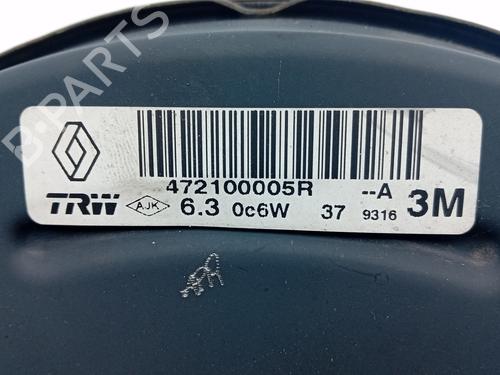 B-PARTS
472100005R --A
TRW AJK 6.3 0c6W 37 9316 3M